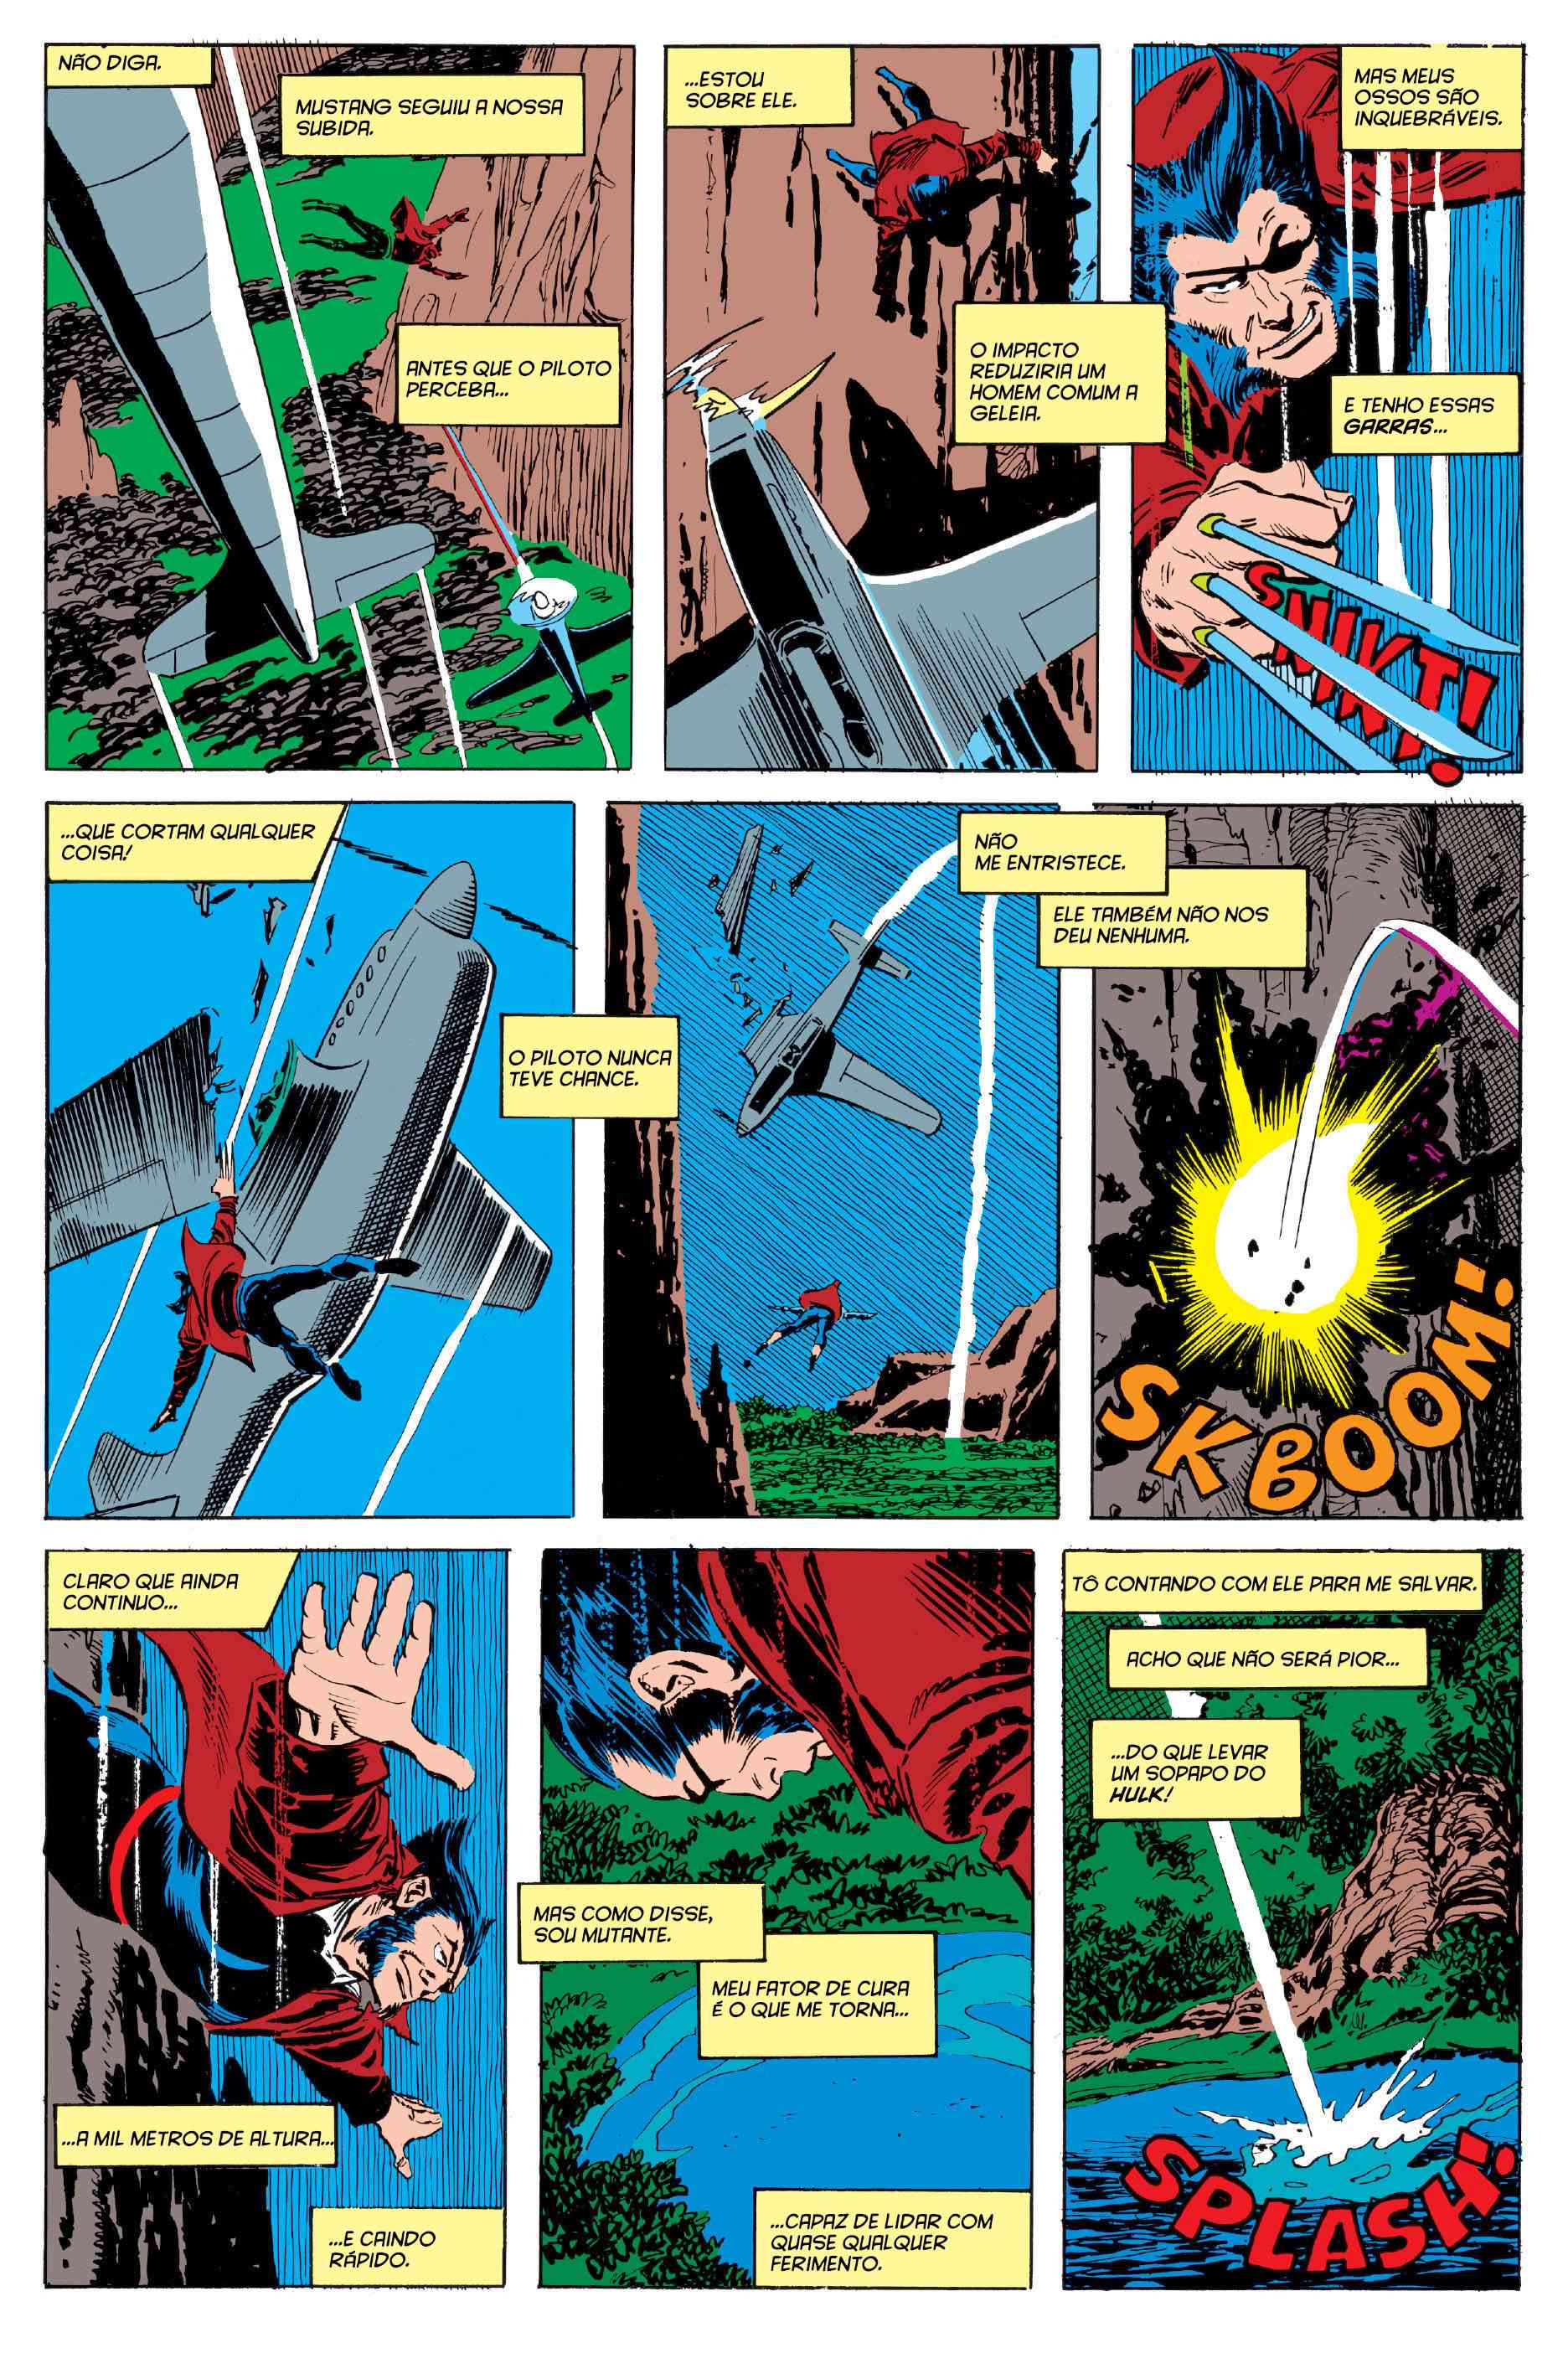 NÃO DIGA.
MUSTANG SEGUIU A NOSSA
SUBIDA.
ANTES QUE O PILOTO
PERCEBA...
...ESTOU
SOBRE ELE.
O IMPACTO
REDUZIRIA UM
HOMEM COMUM A
GELEIA.
MAS MEUS
OSSOS SÃO
INQUEBRÁVEIS.
E TENHO ESSAS
GARRAS...
SNIKT!
...QUE CORTAM QUALQUER
COISA!
O PILOTO NUNCA
TEVE CHANCE.
NÃO
ME ENTRISTECE.
ELE TAMBÉM NÃO NOS
DEU NENHUMA.
SKBOOM!
CLARO QUE AINDA
CONTINUO...
...A MIL METROS DE ALTURA...
...E CAINDO
RÁPIDO.
MAS COMO DISSE,
SOU MUTANTE.
MEU FATOR DE CURA
É O QUE ME TORNA...
...CAPAZ DE LIDAR COM
QUASE QUALQUER
FERIMENTO.
TÔ CONTANDO COM ELE PARA ME SALVAR.
ACHO QUE NÃO SERÁ PIOR...
...DO QUE LEVAR
UM SOPAPO DO
HULK!
SPLASH!